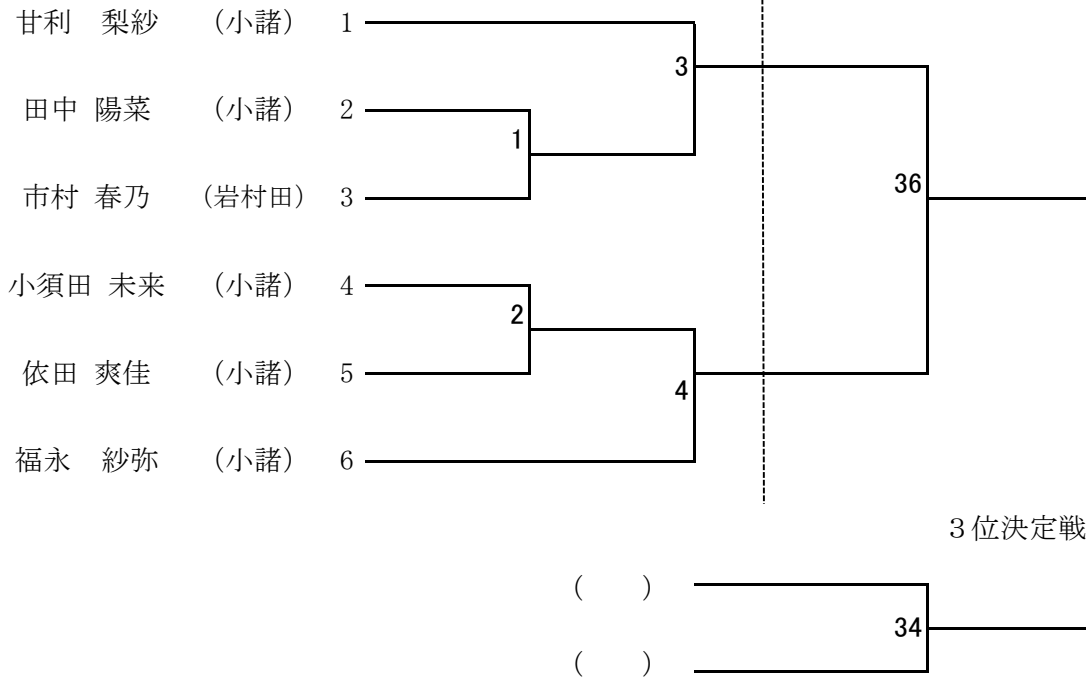 甘利　梨紗　（小諸）　1
3
田中 陽菜　（小諸）　2
1
市村 春乃　（岩村田）　3
36
小須田 未来　（小諸）　4
2
依田 爽佳　（小諸）　5
4
福永　紗弥　（小諸）　6
３位決定戦
（　　）
34
（　　）